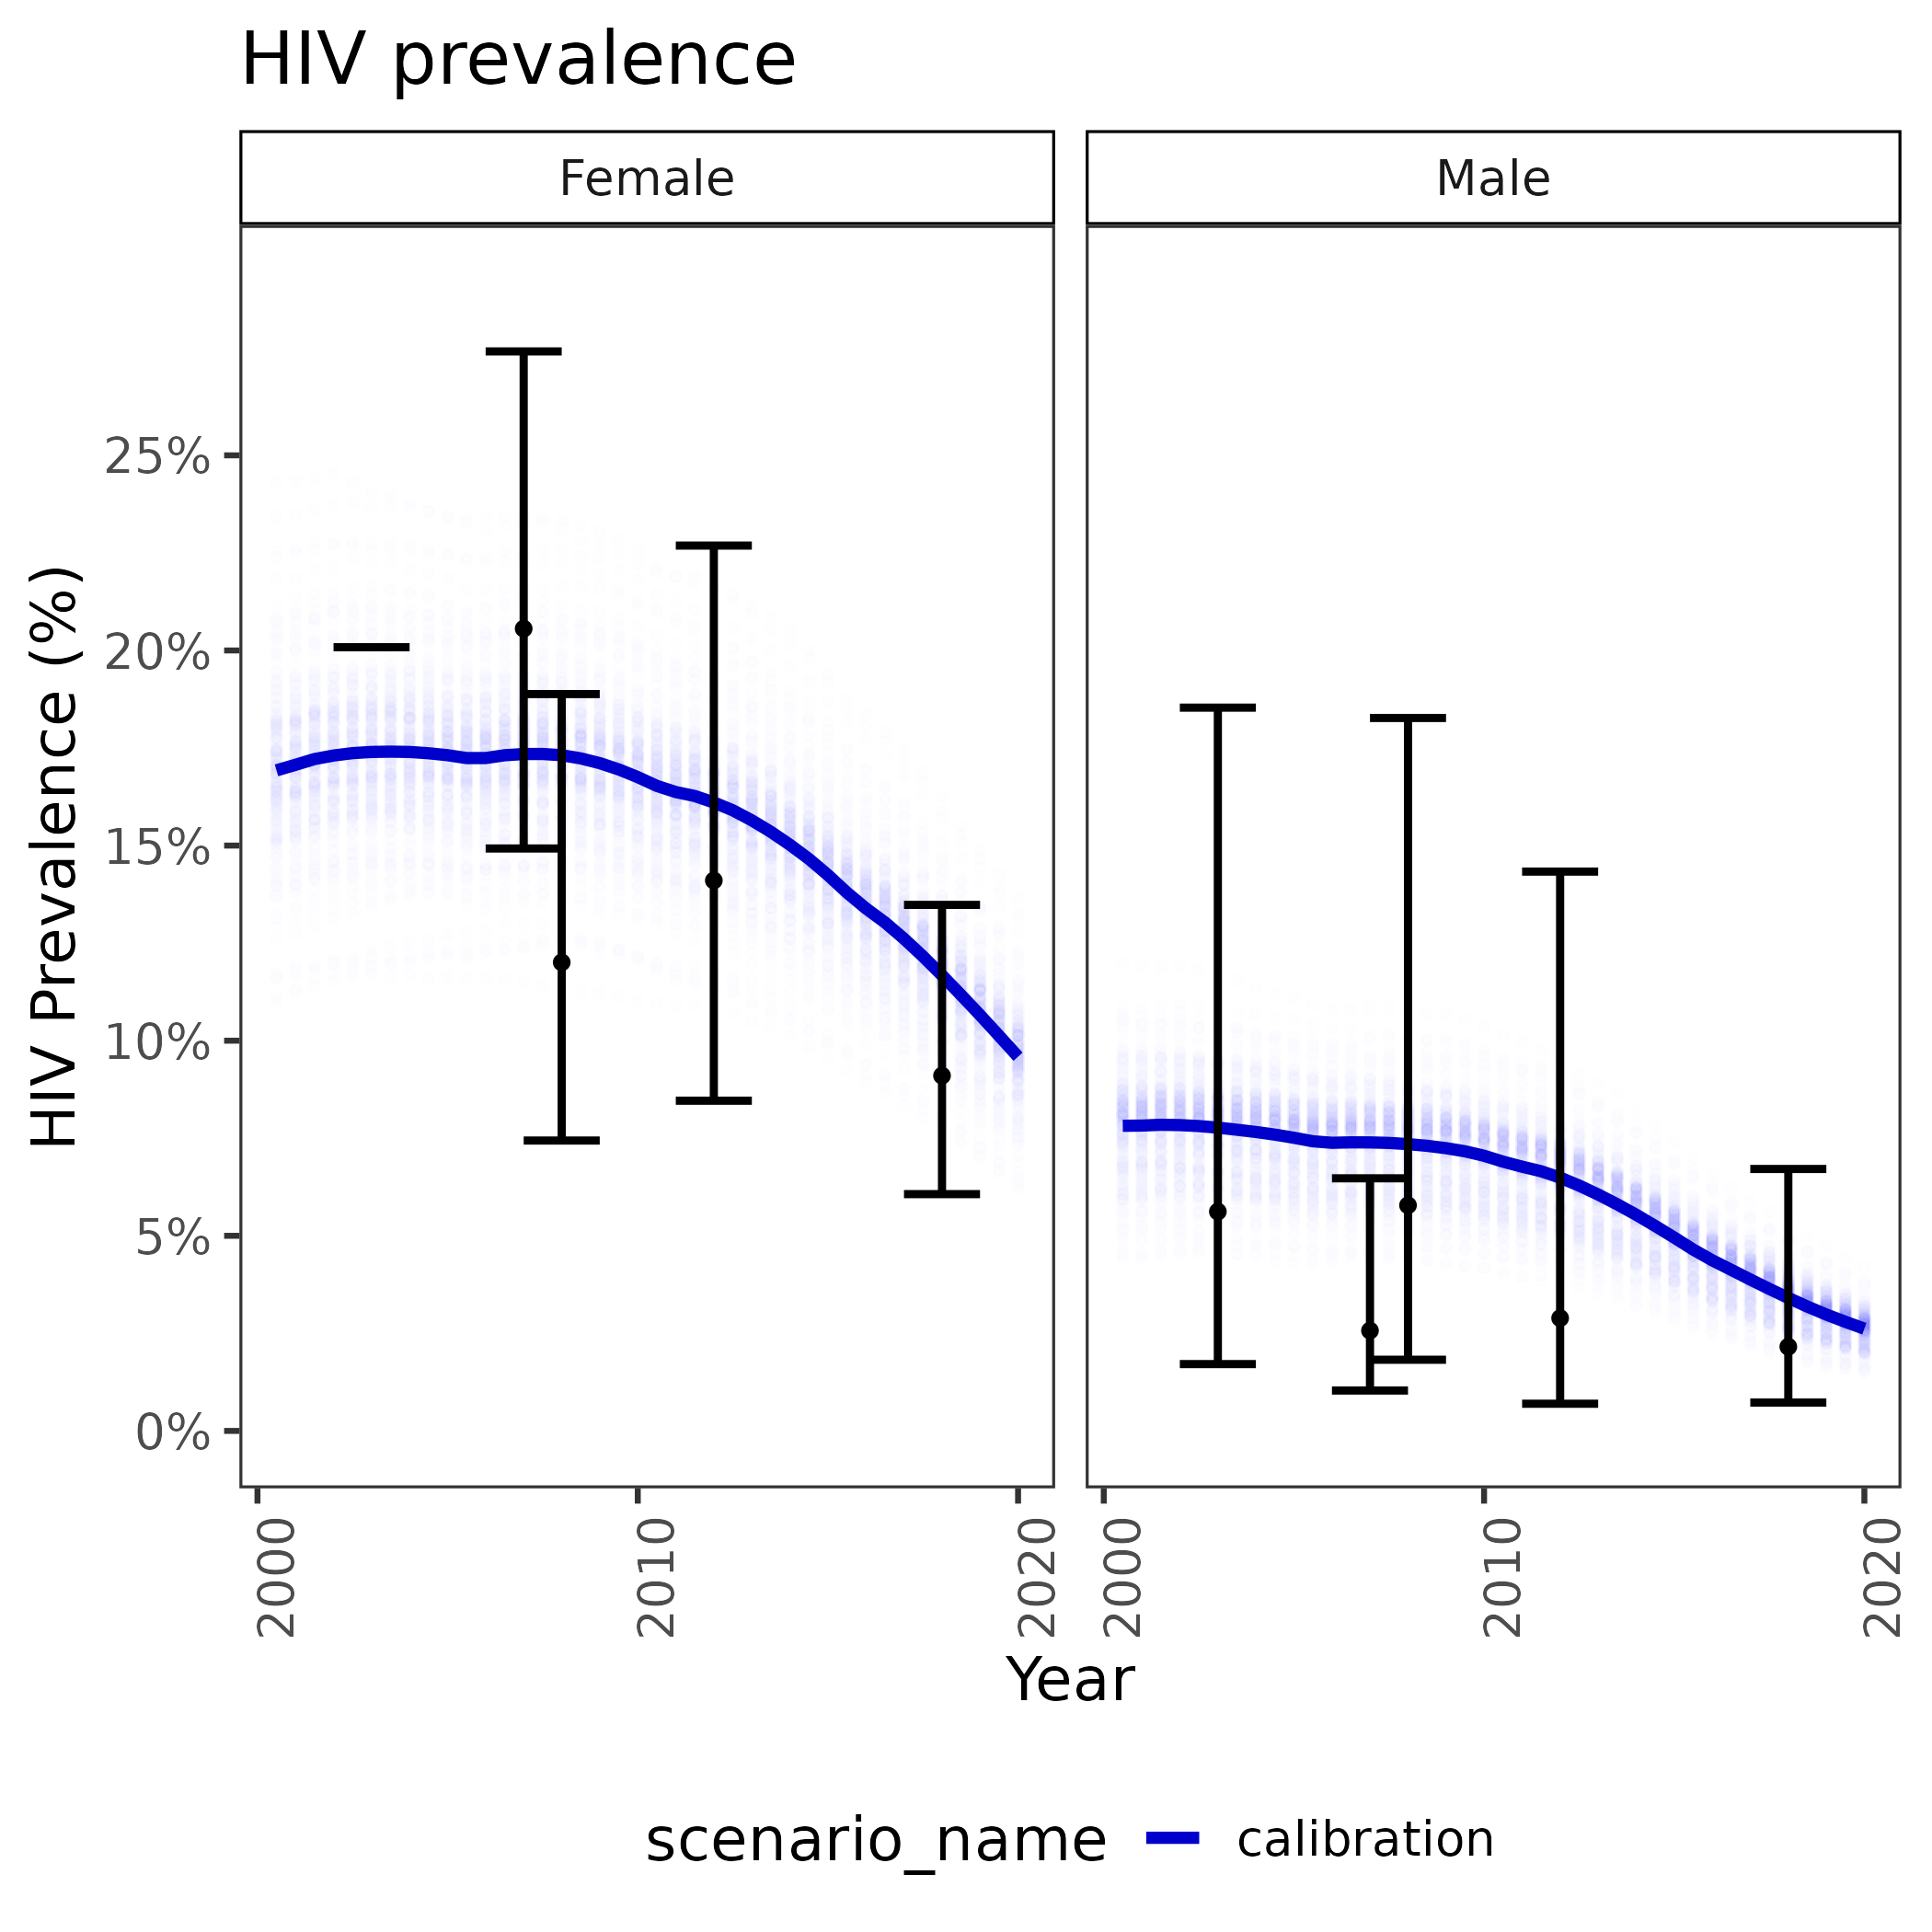 HIV prevalence
Female
Male
HIV Prevalence (%)
25%
20%
15%
10%
5%
0%
2000
2010
2020
2000
2010
2020
Year
scenario_name
calibration